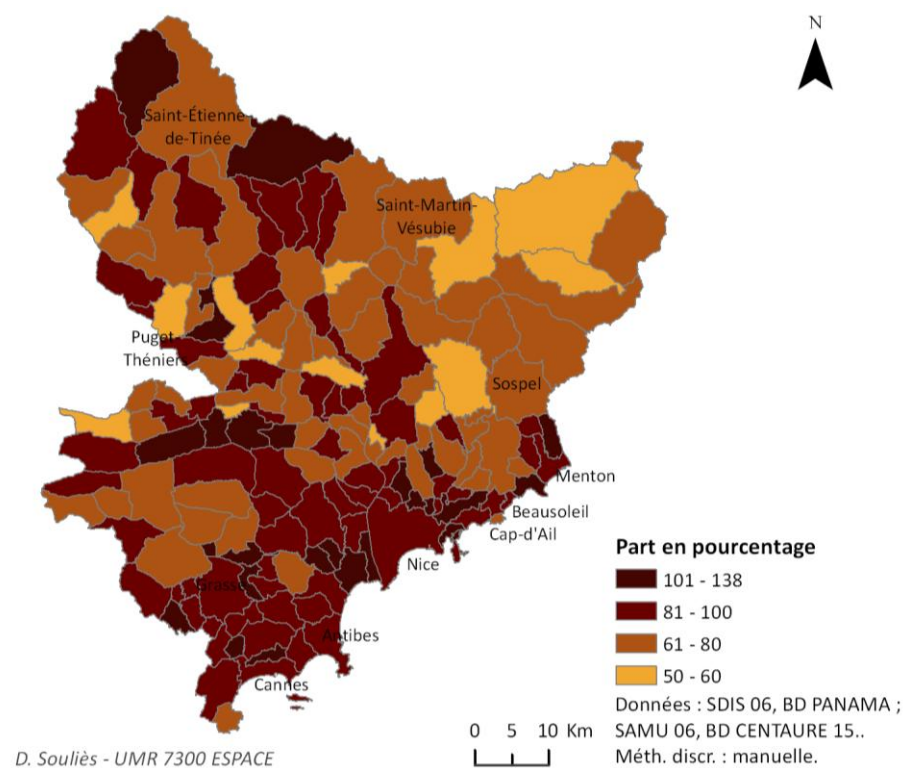 N
Saint-Étienne-
de-Tinée
Saint-Martin-
Vésubie
Puget-
Théniers
Sospel
Menton
Beausoleil
Cap-d'Ail
Nice
Grasse
Antibes
Cannes
Part en pourcentage
101 - 138
81 - 100
61 - 80
50 - 60
Données : SDIS 06, BD PANAMA ;
SAMU 06, BD CENTAURE 15..
Méth. discr. : manuelle.
0 5 10 Km
D. Souliès - UMR 7300 ESPACE